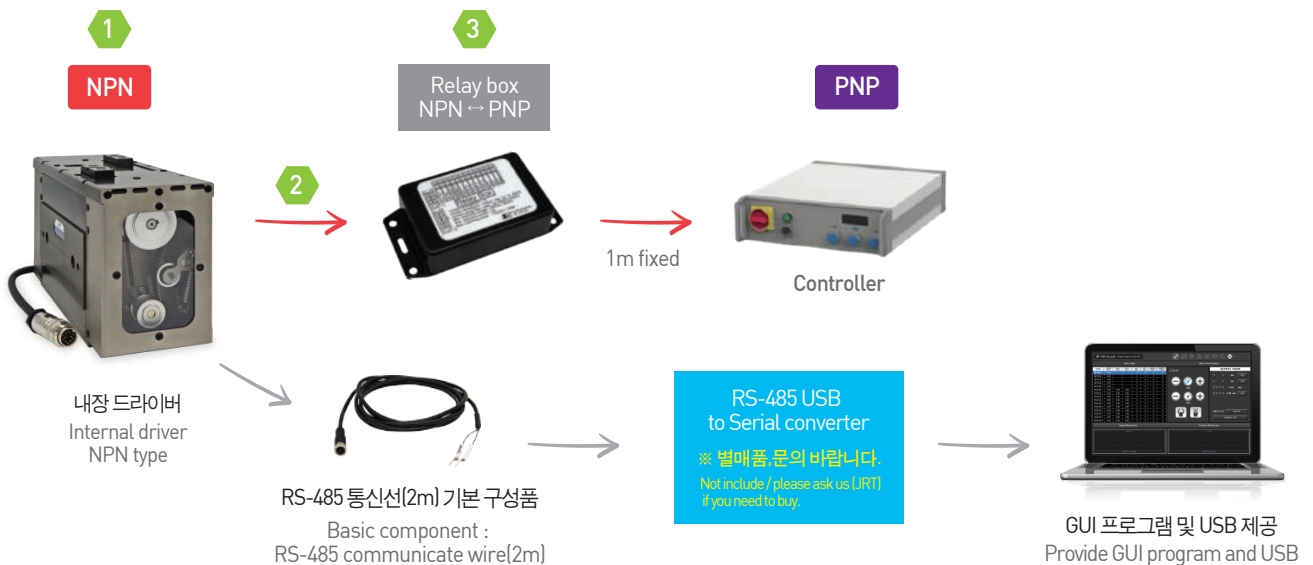 1
3
NPN
Relay box
NPN ↔ PNP
PNP
2
1m fixed
Controller
내장 드라이버
Internal driver
NPN type
RS-485 통신선(2m) 기본 구성품
Basic component :
RS-485 communicate wire(2m)
RS-485 USB
to Serial converter
※ 별매품,문의 바랍니다.
Not include / please ask us (JRT)
if you need to buy.
GUI 프로그램 및 USB 제공
Provide GUI program and USB